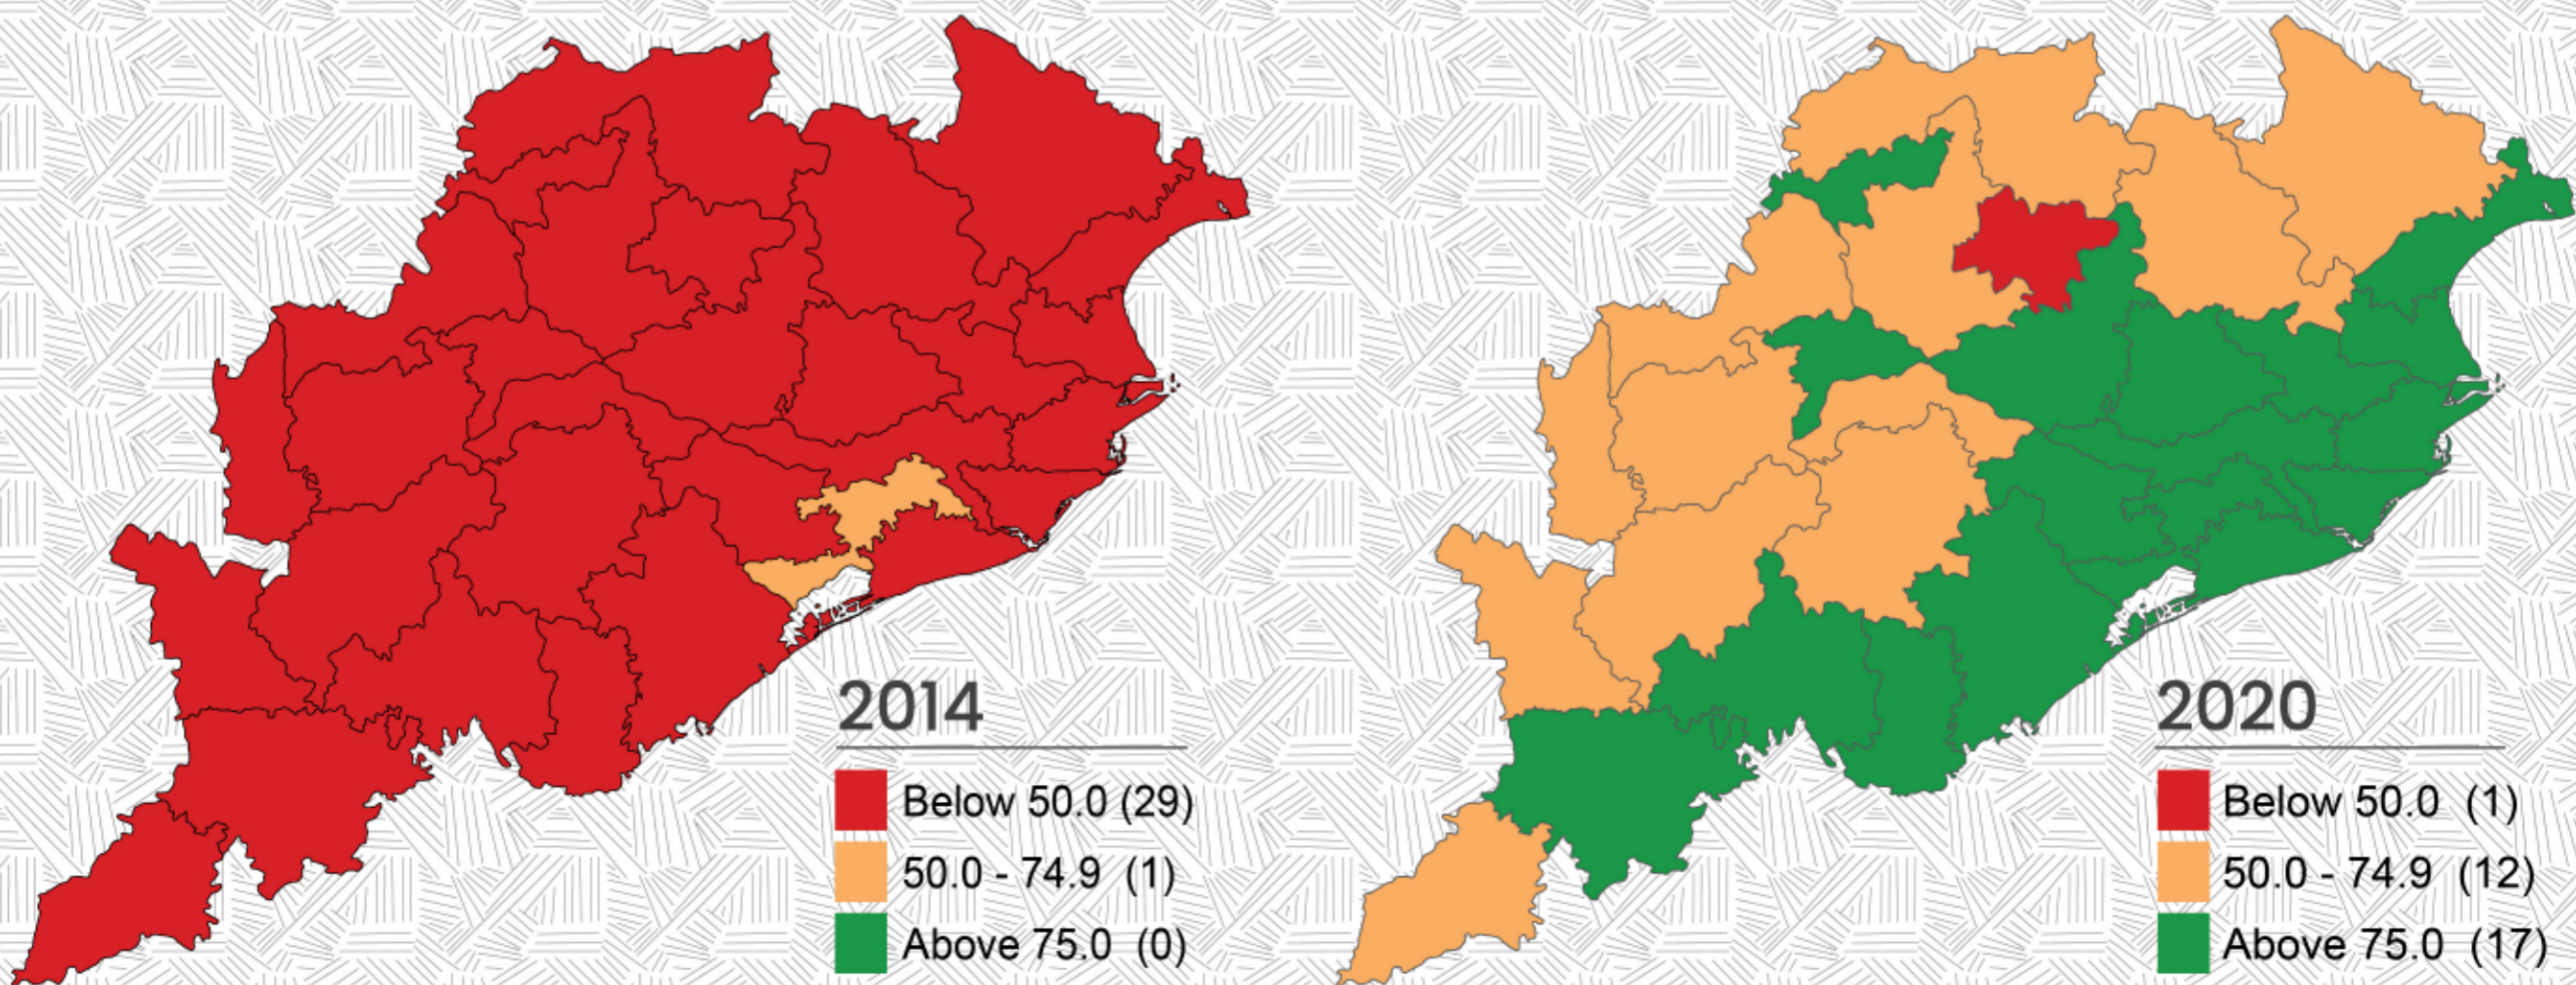 2014
Below 50.0 (29)
50.0 - 74.9 (1)
Above 75.0 (0)
2020
Below 50.0 (1)
50.0 - 74.9 (12)
Above 75.0 (17)